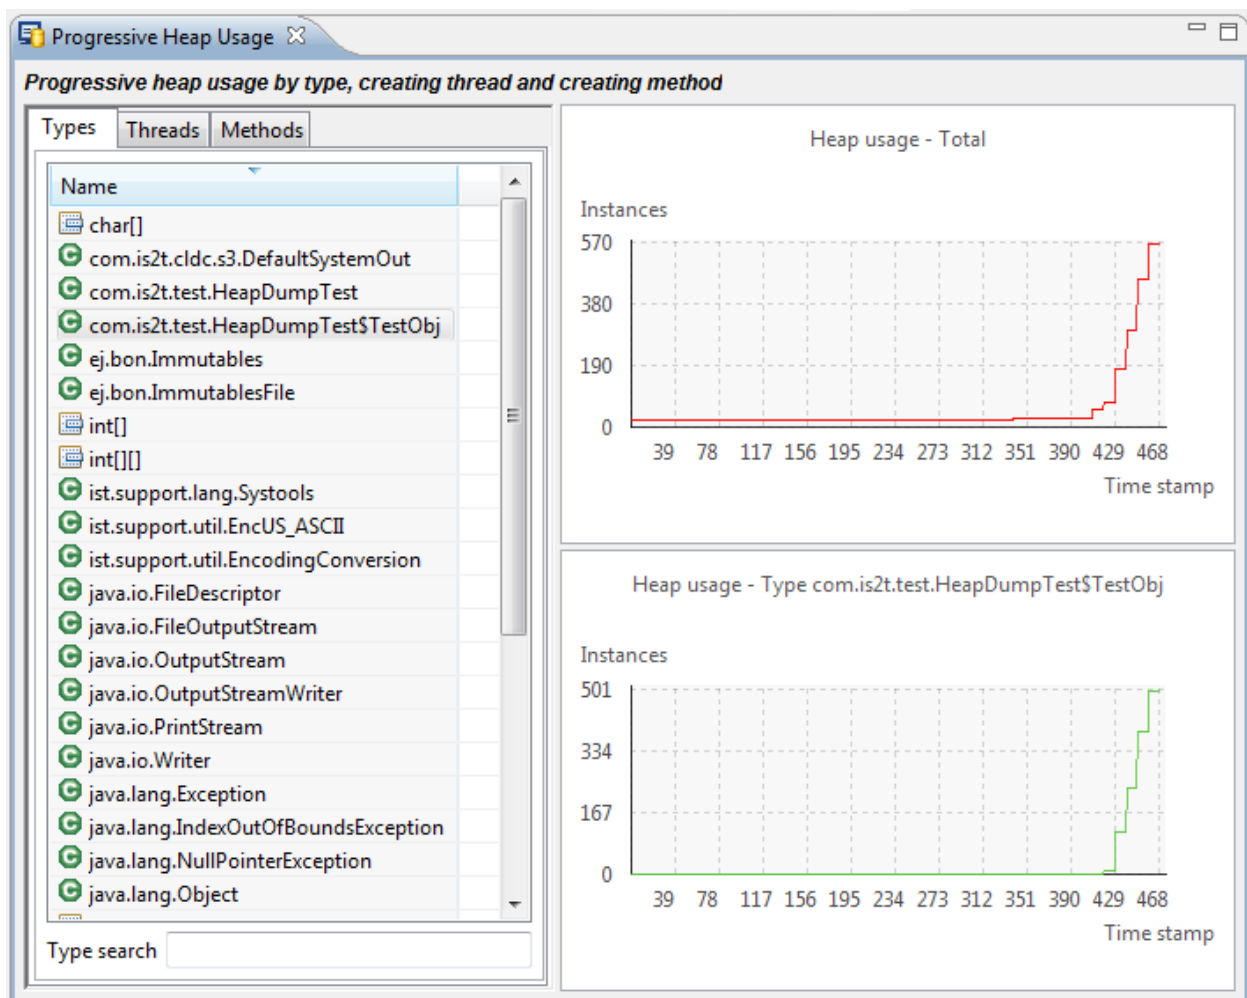 Progressive Heap Usage
Progressive heap usage by type, creating thread and creating method
Types Threads Methods
Name
char[]
com.is2t.cldc.s3.DefaultSystemOut
com.is2t.test.HeapDumpTest
com.is2t.test.HeapDumpTest$TestObj
ej.bon.Immutables
ej.bon.ImmutablesFile
int[]
int[][]
ist.support.lang.Systools
ist.support.util.EncUS_ASCII
ist.support.util.EncodingConversion
java.io.FileDescriptor
java.io.FileOutputStream
java.io.OutputStream
java.io.OutputStreamWriter
java.io.PrintStream
java.io.Writer
java.lang.Exception
java.lang.IndexOutOfBoundsException
java.lang.NullPointerException
java.lang.Object
Type search
Heap usage - Total
Instances
570
380
190
0
39 78 117 156 195 234 273 312 351 390 429 468
Time stamp
Heap usage - Type com.is2t.test.HeapDumpTest$TestObj
Instances
501
334
167
0
39 78 117 156 195 234 273 312 351 390 429 468
Time stamp